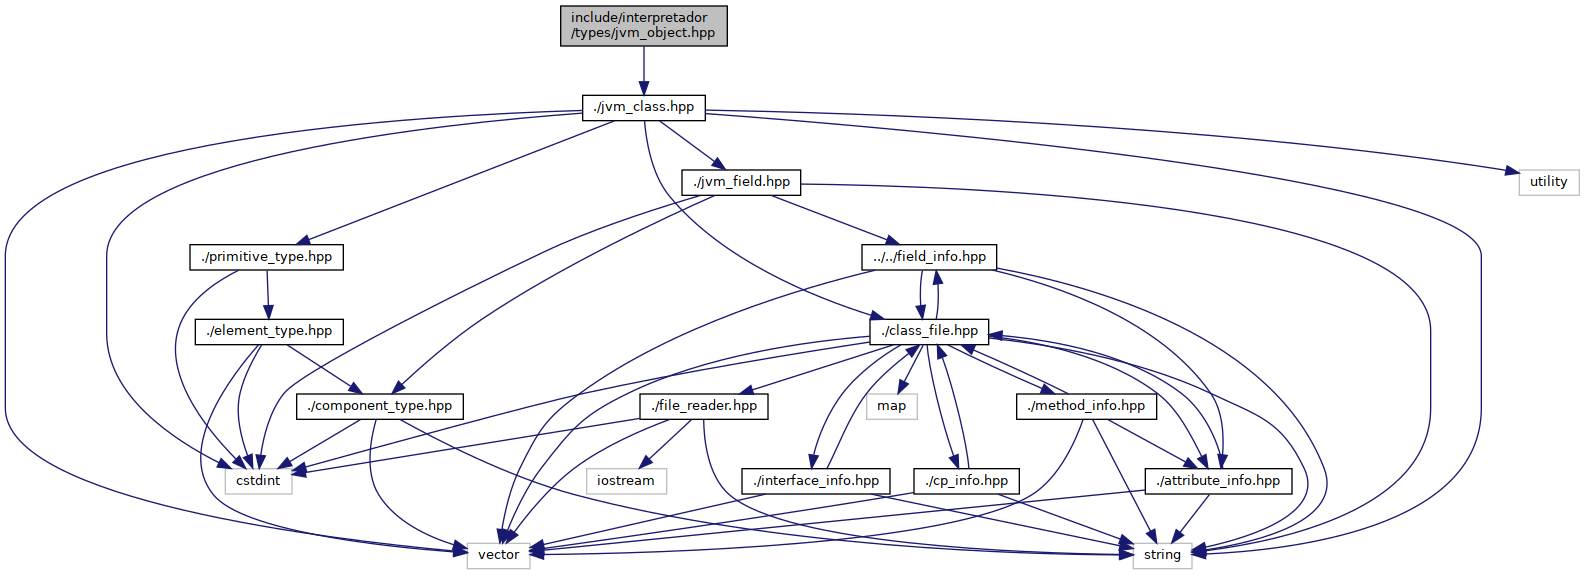 include/interpretador
/types/jvm_object.hpp
./jvm_class.hpp
./jvm_field.hpp
utility
./primitive_type.hpp
../../field_info.hpp
./element_type.hpp
./class_file.hpp
./component_type.hpp
./file_reader.hpp
map
./method_info.hpp
cstdint
iostream
./interface_info.hpp
./cp_info.hpp
./attribute_info.hpp
vector
string